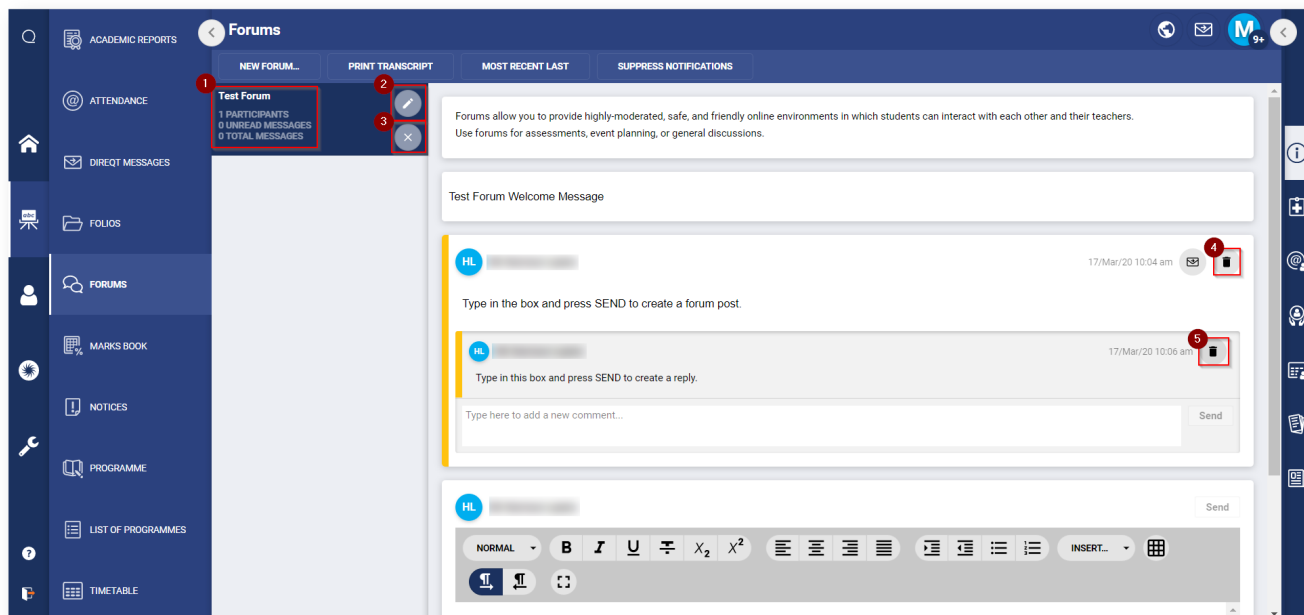 Forums
M
9+
NEW FORUM...
PRINT TRANSCRIPT
MOST RECENT LAST
SUPPRESS NOTIFICATIONS
ACADEMIC REPORTS
ATTENDANCE
DIREQT MESSAGES
FOLIOS
FORUMS
MARKS BOOK
NOTICES
PROGRAMME
LIST OF PROGRAMMES
TIMETABLE
abc
1
Test Forum
1 PARTICIPANTS
0 UNREAD MESSAGES
0 TOTAL MESSAGES
2
3
Forums allow you to provide highly-moderated, safe, and friendly online environments in which students can interact with each other and their teachers.
Use forums for assessments, event planning, or general discussions.
Test Forum Welcome Message
HL
17/Mar/20 10:04 am
4
Type in the box and press SEND to create a forum post.
HL
17/Mar/20 10:06 am
5
Type in this box and press SEND to create a reply.
Type here to add a new comment...
Send
HL
Send
NORMAL
B I U X2 X2
INSERT...